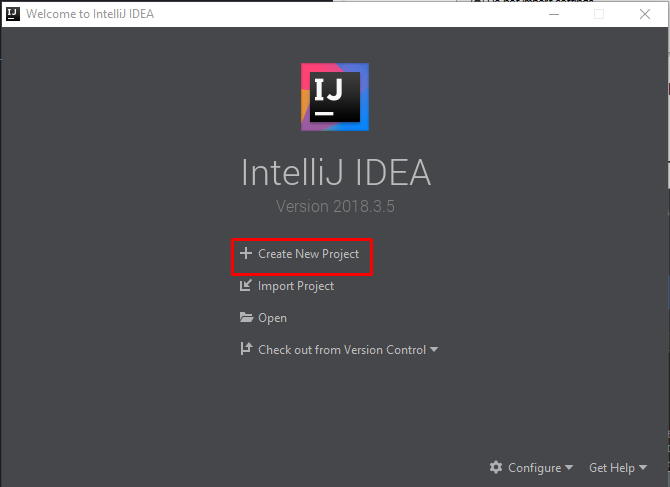 Welcome to IntelliJ IDEA
IJ
IntelliJ IDEA
Version 2018.3.5
Create New Project
Import Project
Open
Check out from Version Control
Configure
Get Help